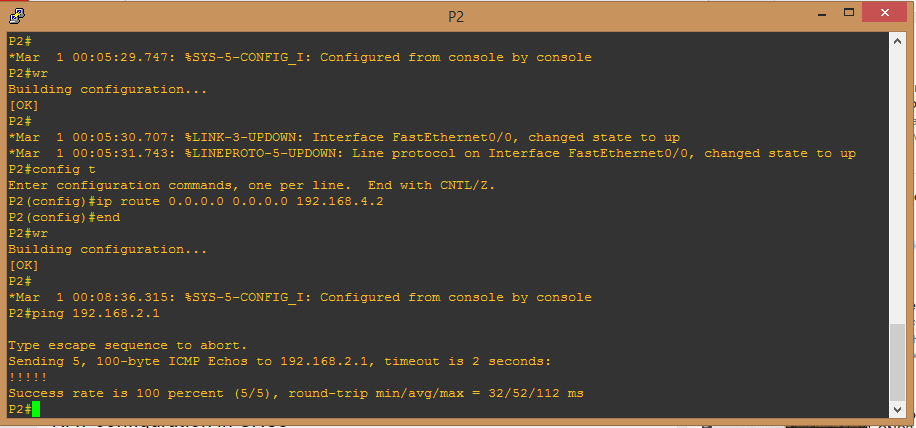 P2
P2#
*Mar  1 00:05:29.747: %SYS-5-CONFIG_I: Configured from console by console
P2#wr
Building configuration...
[OK]
P2#
*Mar  1 00:05:30.707: %LINK-3-UPDOWN: Interface FastEthernet0/0, changed state to up
*Mar  1 00:05:31.743: %LINEPROTO-5-UPDOWN: Line protocol on Interface FastEthernet0/0, changed state to up
P2#config t
Enter configuration commands, one per line.  End with CNTL/Z.
P2(config)#ip route 0.0.0.0 0.0.0.0 192.168.4.2
P2(config)#end
P2#wr
Building configuration...
[OK]
P2#
*Mar  1 00:08:36.315: %SYS-5-CONFIG_I: Configured from console by console
P2#ping 192.168.2.1
Type escape sequence to abort.
Sending 5, 100-byte ICMP Echos to 192.168.2.1, timeout is 2 seconds:
!!!!!
Success rate is 100 percent (5/5), round-trip min/avg/max = 32/52/112 ms
P2#